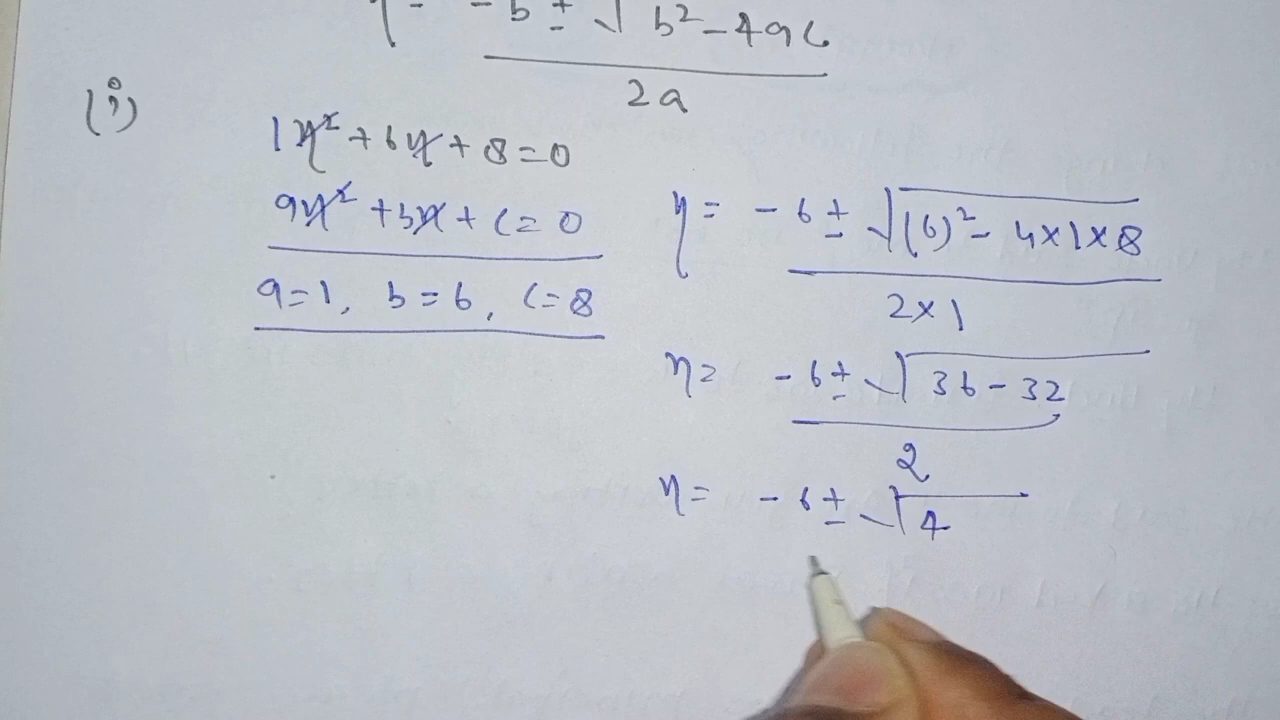 x = -b ± √b²-4ac
2a
(i)
1x²+6x+8=0
ax²+bx+c=0
a=1, b=6, c=8
x = -6 ± √(6)²-4×1×8
2×1
x = -6 ± √36-32
2
x = -6 ± √4